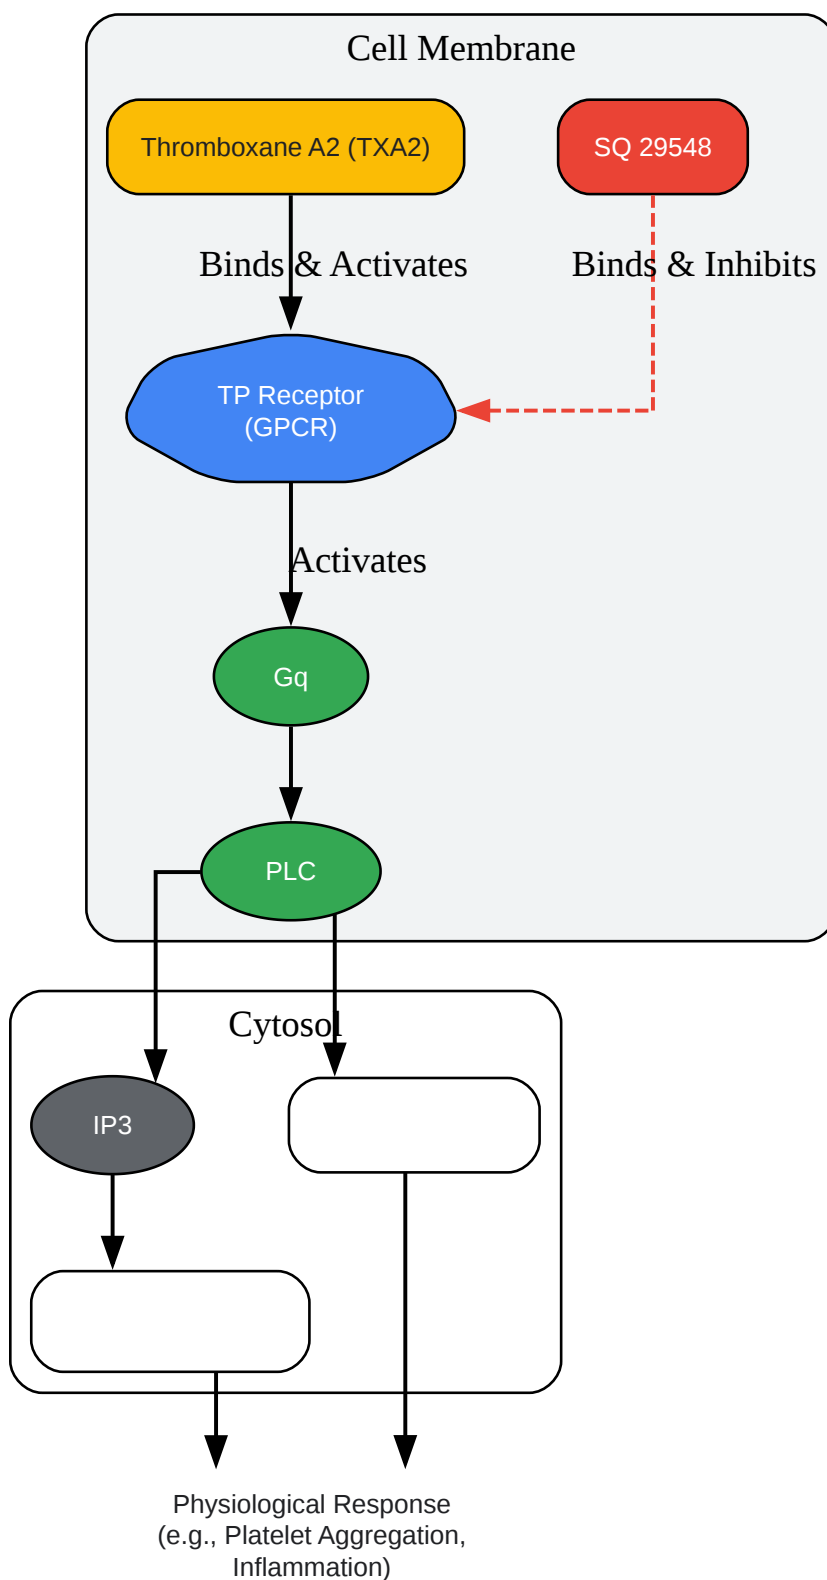 Cell Membrane
Thromboxane A2 (TXA2)
SQ 29548
Binds & Activates
Binds & Inhibits
TP Receptor
(GPCR)
Activates
Gq
PLC
Cytosol
IP3
Physiological Response
(e.g., Platelet Aggregation,
Inflammation)